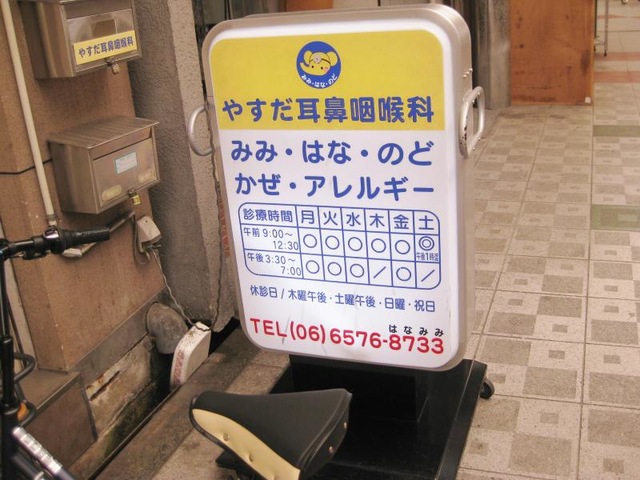 やすだ耳鼻咽喉科
みみ・はな・のど
やすだ耳鼻咽喉科
みみ・はな・のど
かぜ・アレルギー
診療時間 月 火 水 木 金 土
午前 9:00〜12:30 ○ ○ ○ ○ ○ ◎
午後 3:30〜7:00 ○ ○ ○ / ○ /
休診日/木曜午後・土曜午後・日曜・祝日
はなみみ
TEL(06)6576-8733